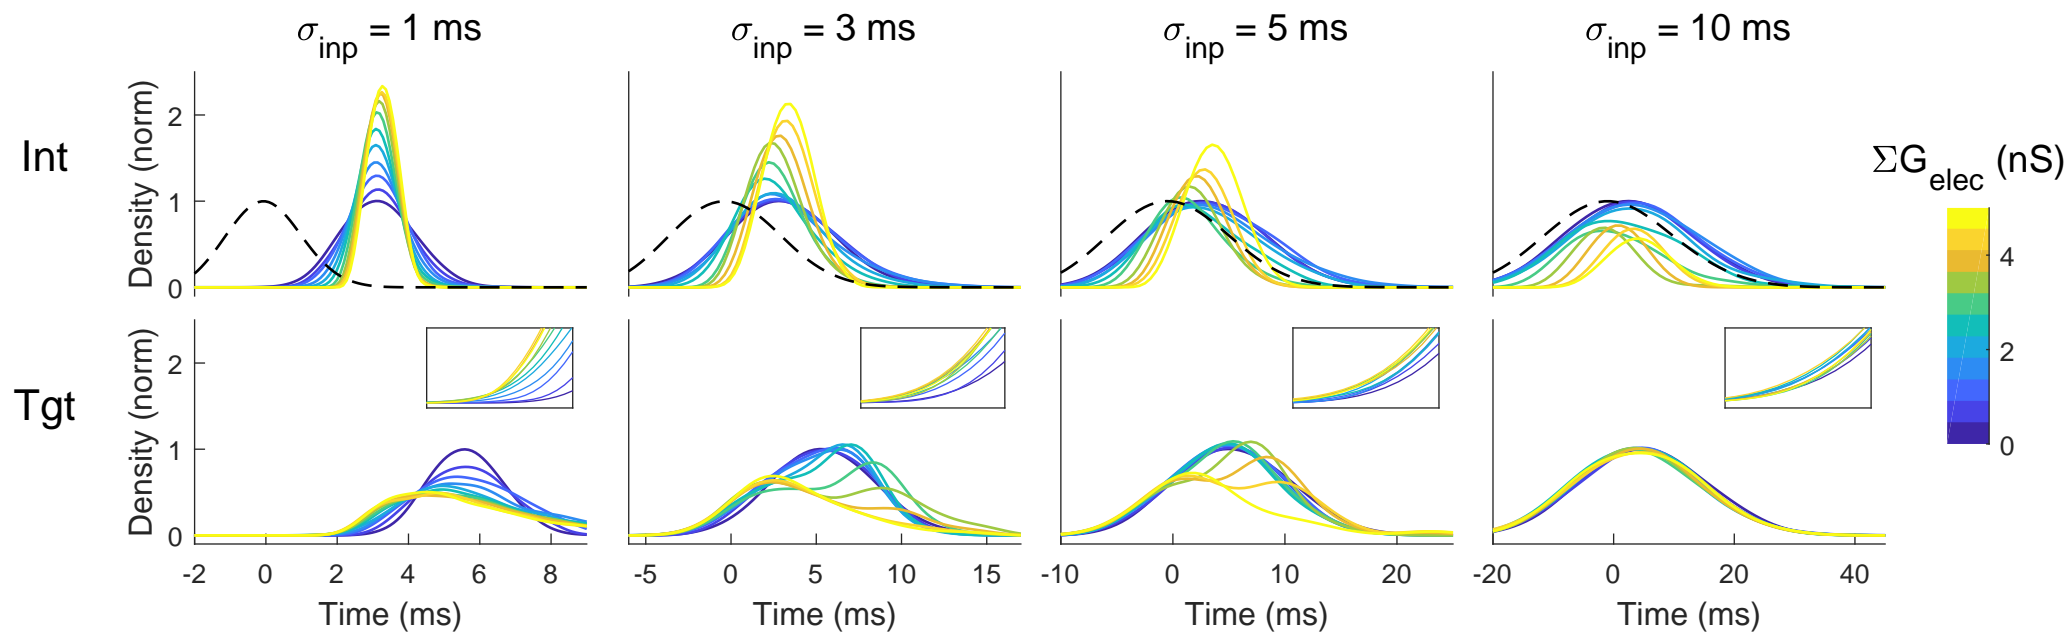 σinp = 1 ms
σinp = 3 ms
σinp = 5 ms
σinp = 10 ms
Int
Density (norm)
2
1
0
ΣGelec (nS)
4
2
0
Tgt
Density (norm)
2
1
0
-2 0 2 4 6 8
-5 0 5 10 15
-10 0 10 20
-20 0 20 40
Time (ms)
Time (ms)
Time (ms)
Time (ms)